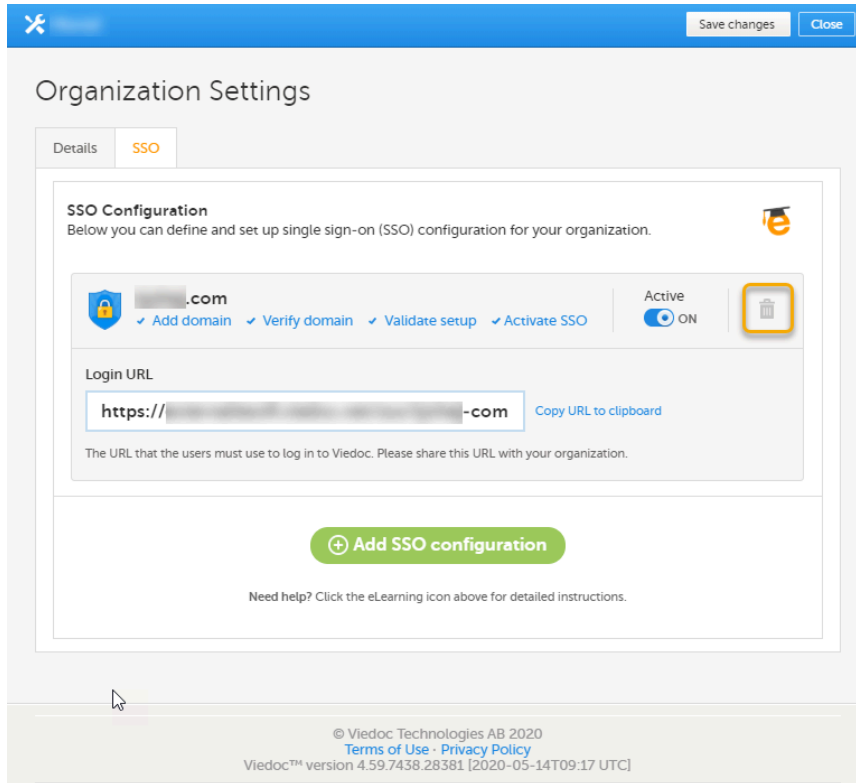 Save changes
Close
Organization Settings
Details
SSO
SSO Configuration
Below you can define and set up single sign-on (SSO) configuration for your organization.
.com
✓ Add domain ✓ Verify domain ✓ Validate setup ✓ Activate SSO
Active
ON
Login URL
https:// -com
Copy URL to clipboard
The URL that the users must use to log in to Viedoc. Please share this URL with your organization.
Add SSO configuration
Need help? Click the eLearning icon above for detailed instructions.
© Viedoc Technologies AB 2020
Terms of Use · Privacy Policy
Viedoc™ version 4.59.7438.28381 [2020-05-14T09:17 UTC]